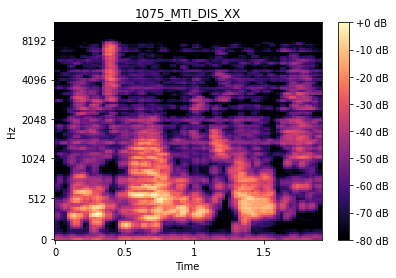 1075_MTI_DIS_XX
8192
4096
2048
1024
512
0
Hz
0
0.5
1
1.5
Time
+0 dB
-10 dB
-20 dB
-30 dB
-40 dB
-50 dB
-60 dB
-70 dB
-80 dB